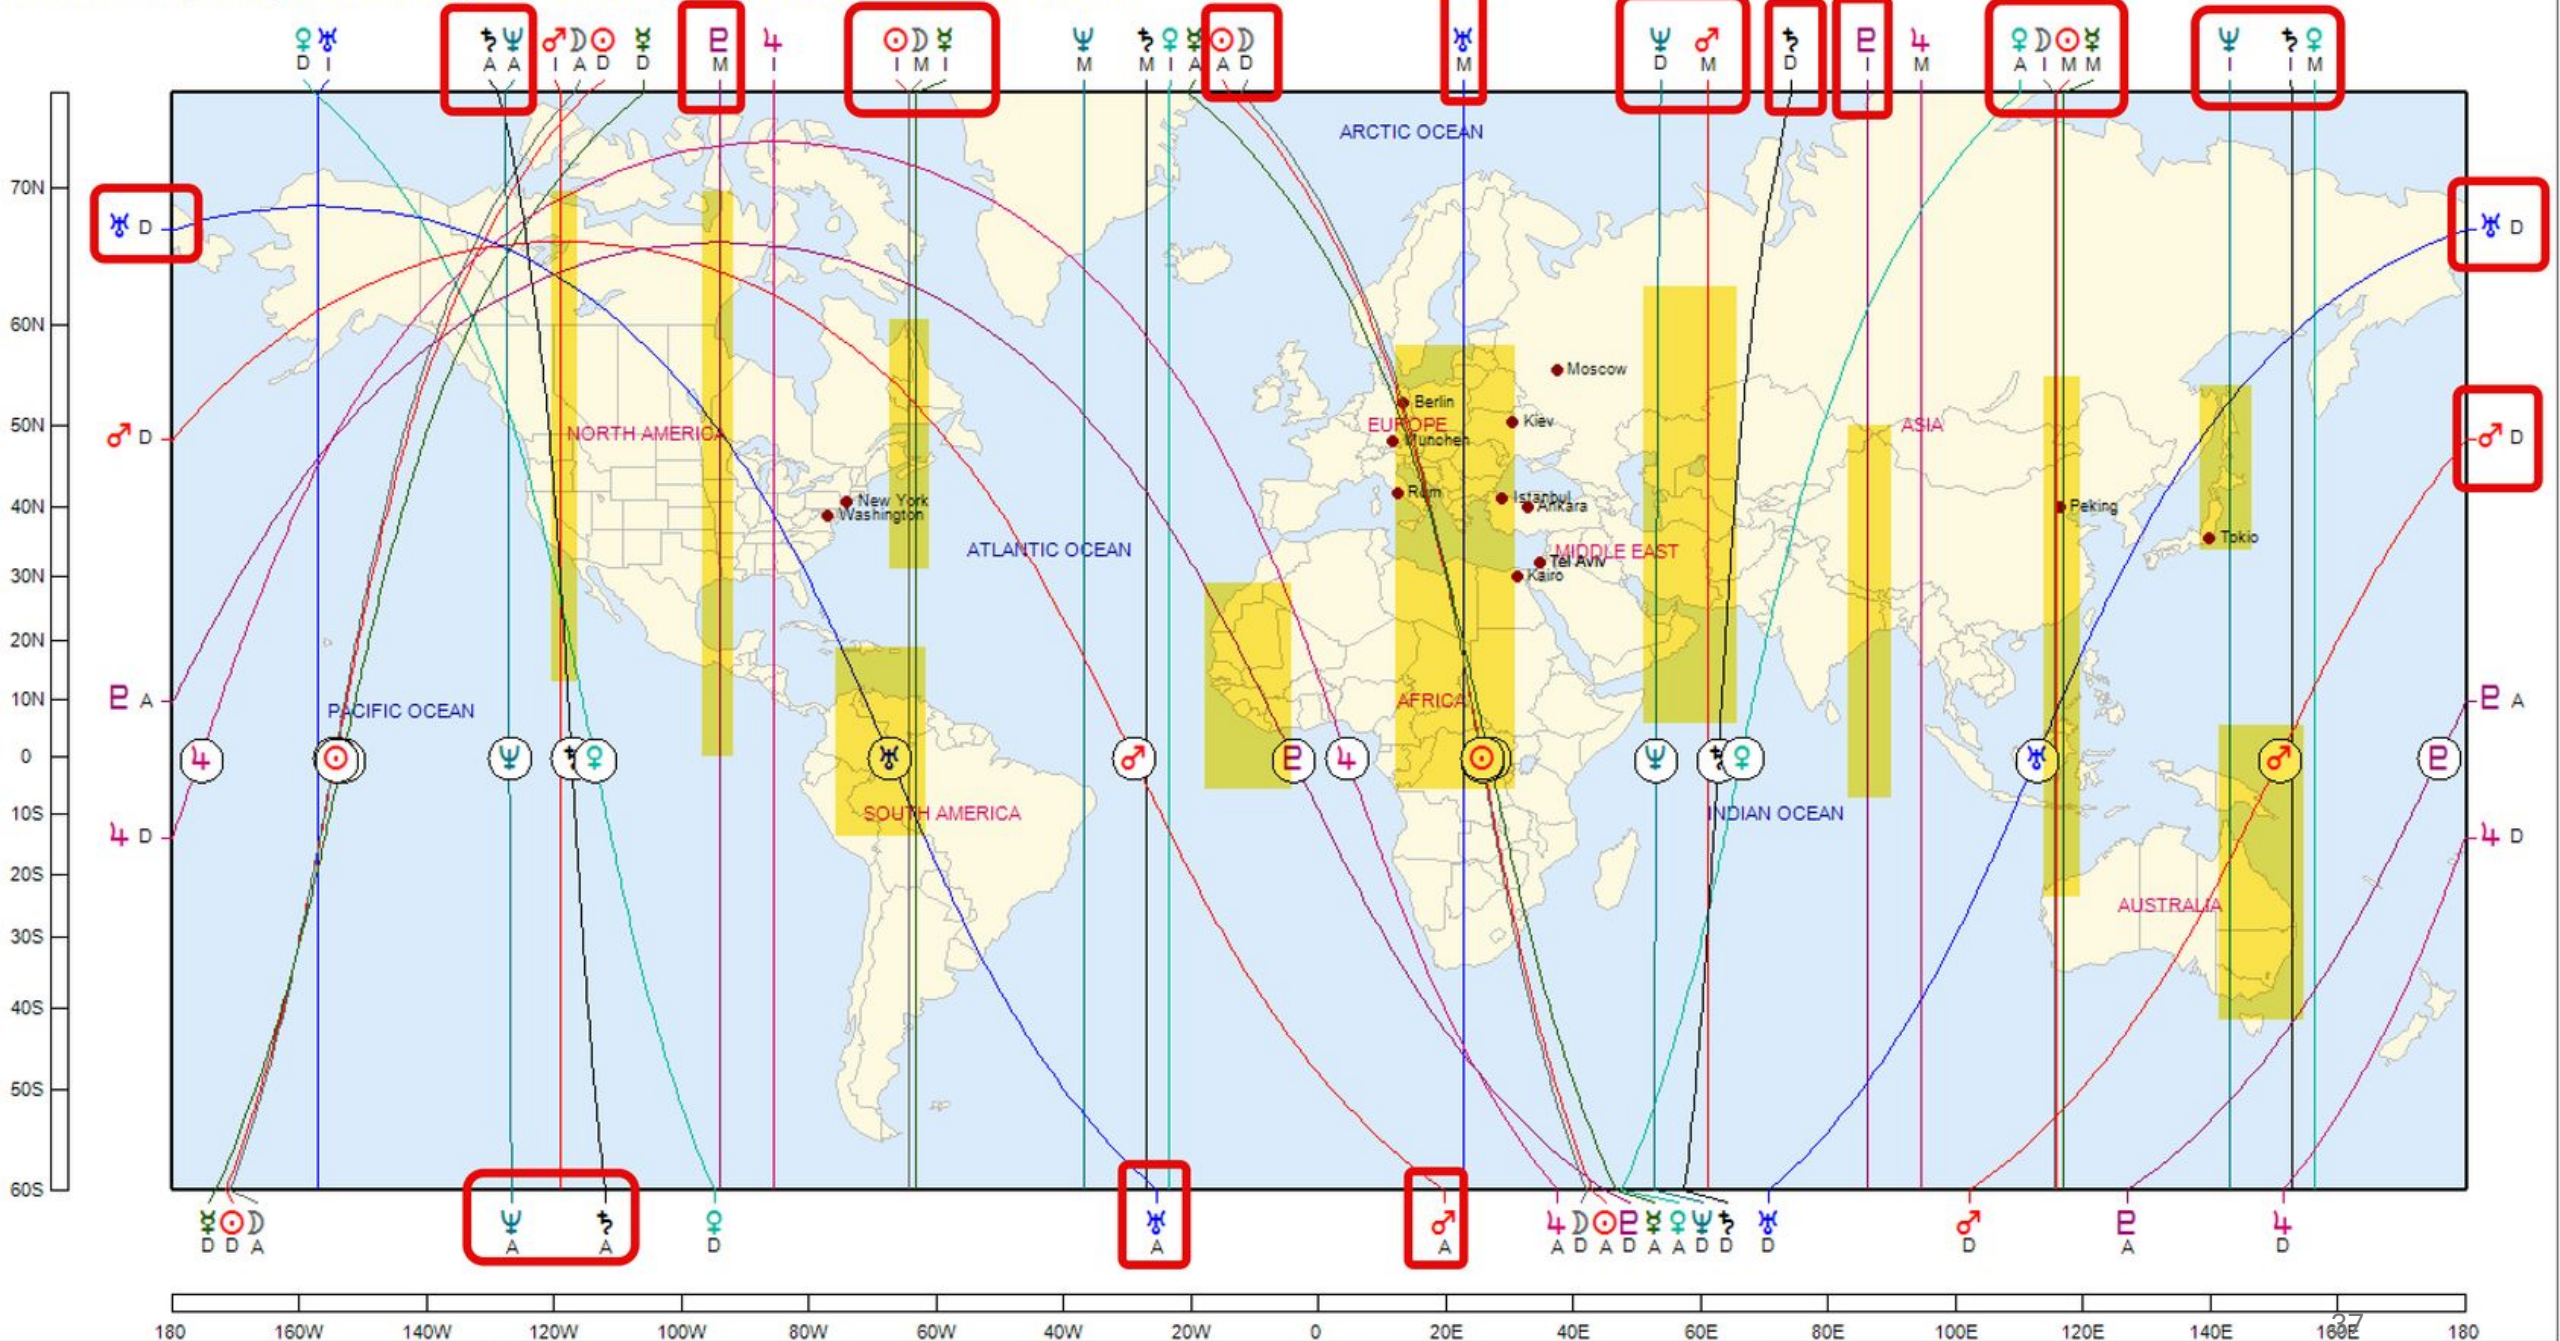 ♀ ♅ ♄ ♆ ♂ ☽ ☉ ☿ ♇ ♃ ☉ ☽ ☿ ♆ ♄ ♀ ☿ ☉ ☽ ♅ ♆ ♂ ♄ ♇ ♃ ♀ ☽ ☉ ☿ ♆ ♄ ♀
D I A A I A D D M I I M I M M I A A D M D M D I M A I M M I I M
ARCTIC OCEAN
70N
♅ D
♅ D
60N
Moscow
Berlin
Kiev
50N
EUROPE
ASIA
NORTH AMERICA
♂ D
♂ D
Munchen
Rom
Istanbul
New York
40N
Ankara
Peking
Washington
Tokio
ATLANTIC OCEAN
MIDDLE EAST
Tel Aviv
30N
Kairo
20N
10N
♇ A
AFRICA
♇ A
PACIFIC OCEAN
0
♃ ☉ ♆ ♄ ♀ ♅ ♂ ♇ ♃ ☉ ♆ ♄ ♀ ♅ ♂ ♇
10S
SOUTH AMERICA
INDIAN OCEAN
♃ D
♃ D
20S
AUSTRALIA
30S
40S
50S
60S
☿ ☉ ☽ ♆ ♄ ♀ ♅ ♂ ♃ ☽ ☉ ♇ ☿ ♀ ♆ ♄ ♅ ♂ ♇ ♃
D D A A A D A A A D A D A A D D D D A D
180 160W 140W 120W 100W 80W 60W 40W 20W 0 20E 40E 60E 80E 100E 120E 140E 160E 180
37